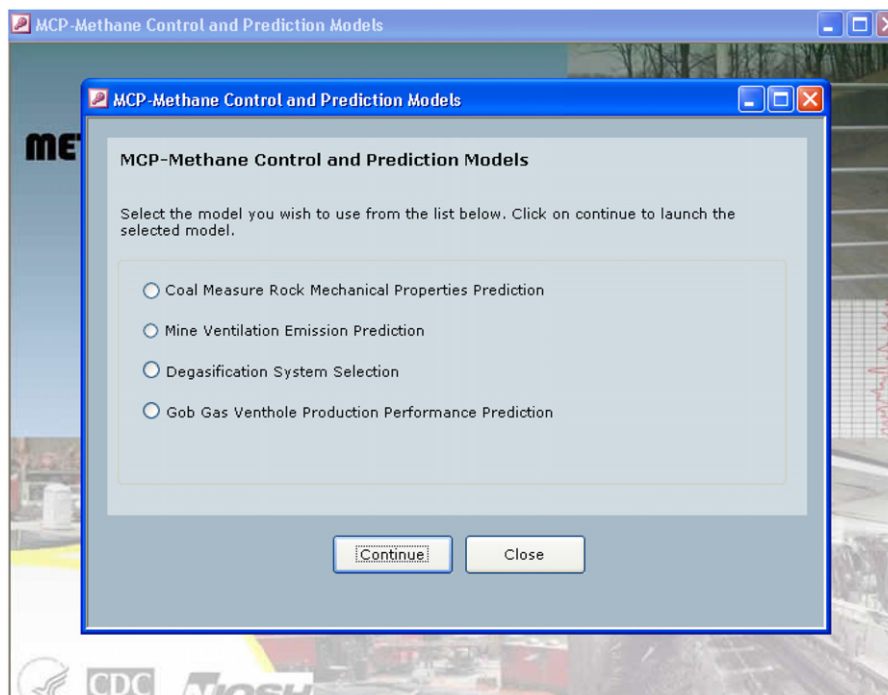 MCP-Methane Control and Prediction Models
MCP-Methane Control and Prediction Models
MCP-Methane Control and Prediction Models
Select the model you wish to use from the list below. Click on continue to launch the
selected model.
Coal Measure Rock Mechanical Properties Prediction
Mine Ventilation Emission Prediction
Degasification System Selection
Gob Gas Venthole Production Performance Prediction
Continue
Close
CDC
NIOSH